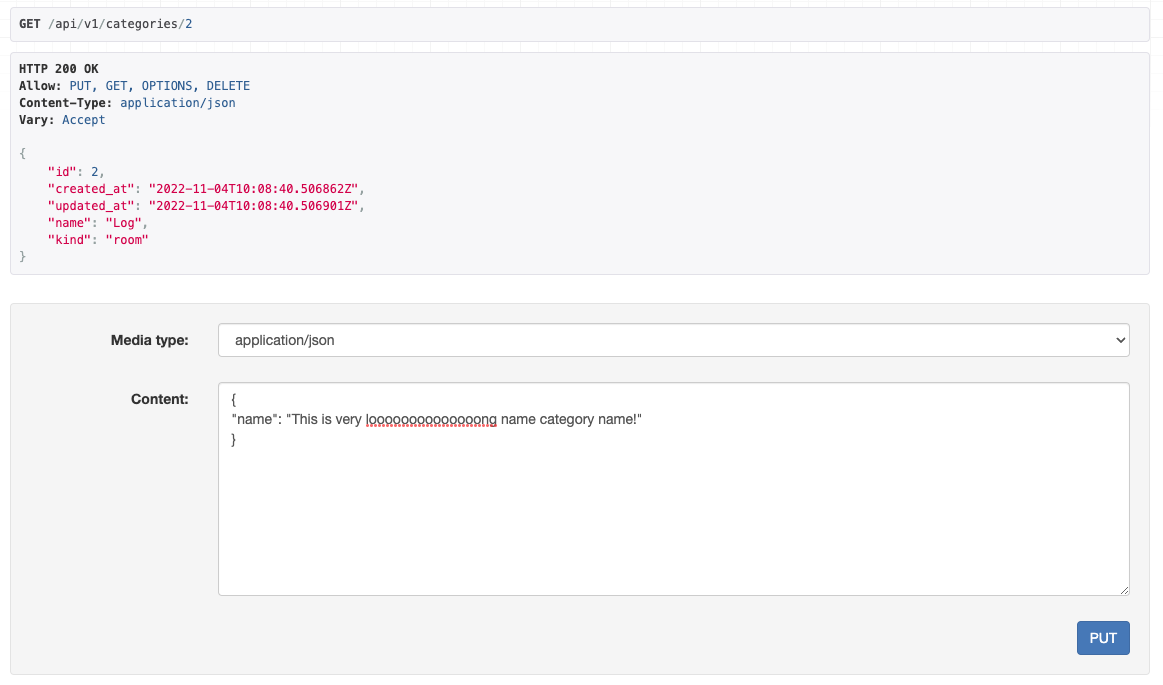 GET /api/v1/categories/2
HTTP 200 OK
Allow: PUT, GET, OPTIONS, DELETE
Content-Type: application/json
Vary: Accept
{
    "id": 2,
    "created_at": "2022-11-04T10:08:40.506862Z",
    "updated_at": "2022-11-04T10:08:40.506901Z",
    "name": "Log",
    "kind": "room"
}
Media type: application/json
Content: {
"name": "This is very looooooooooooooong name category name!"
}
PUT